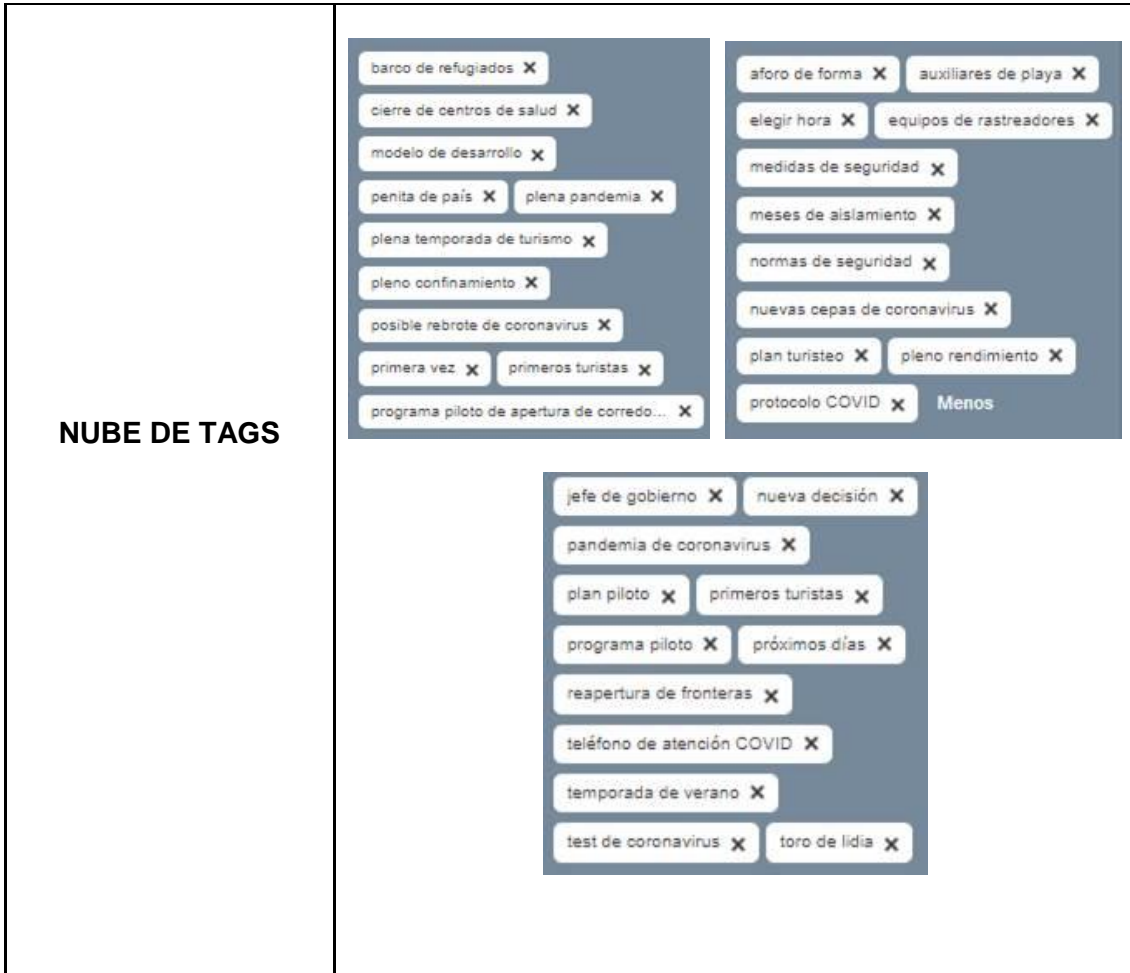 NUBE DE TAGS
barco de refugiados ✕
cierre de centros de salud ✕
modelo de desarrollo ✕
penita de país ✕ plena pandemia ✕
plena temporada de turismo ✕
pleno confinamiento ✕
posible rebrote de coronavirus ✕
primera vez ✕ primeros turistas ✕
programa piloto de apertura de corredo... ✕
aforo de forma ✕ auxiliares de playa ✕
elegir hora ✕ equipos de rastreadores ✕
medidas de seguridad ✕
meses de aislamiento ✕
normas de seguridad ✕
nuevas cepas de coronavirus ✕
plan turisteo ✕ pleno rendimiento ✕
protocolo COVID ✕ Menos
jefe de gobierno ✕ nueva decisión ✕
pandemia de coronavirus ✕
plan piloto ✕ primeros turistas ✕
programa piloto ✕ próximos días ✕
reapertura de fronteras ✕
teléfono de atención COVID ✕
temporada de verano ✕
test de coronavirus ✕ toro de lidia ✕